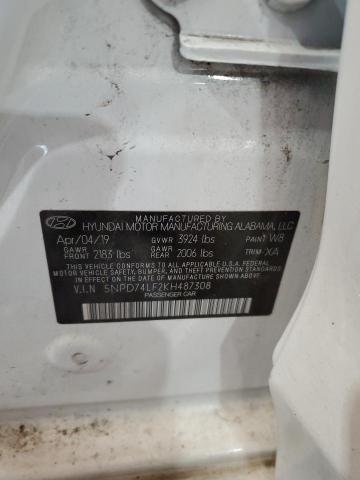 MANUFACTURED BY
HYUNDAI MOTOR MANUFACTURING ALABAMA, LLC
Apr/04/19 GVWR 3924 lbs PAINT W8
GAWR FRONT 2183 lbs GAWR REAR 2006 lbs TRIM XA
THIS VEHICLE CONFORMS TO ALL APPLICABLE U.S. FEDERAL
MOTOR VEHICLE SAFETY, BUMPER, AND THEFT PREVENTION
STANDARDS IN EFFECT ON THE DATE OF MANUFACTURE SHOWN ABOVE.
V.I.N 5NPD74LF2KH487308
PASSENGER CAR